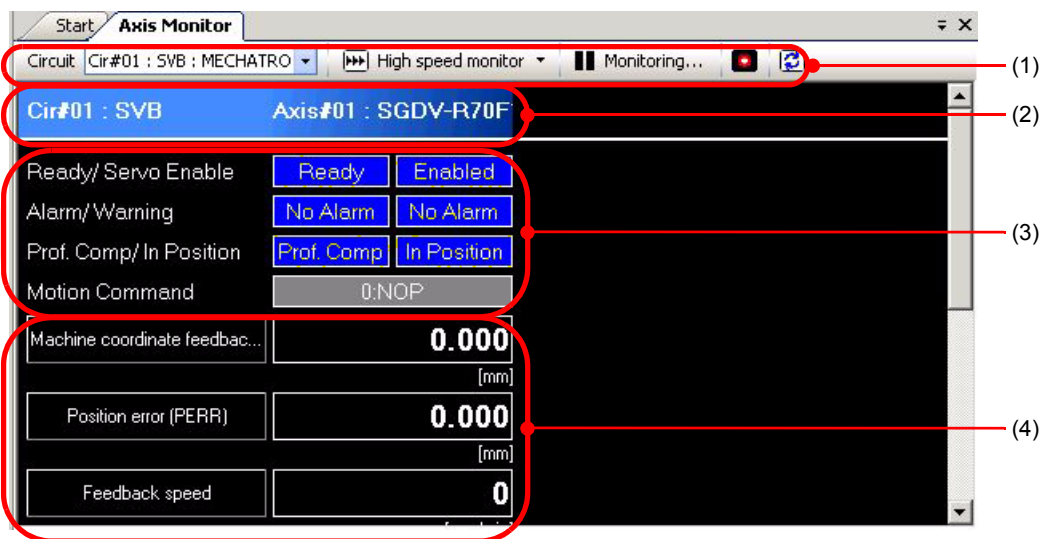 Start Axis Monitor
Circuit Cir#01 : SVB : MECHATRO High speed monitor Monitoring... (1)
Cir#01 : SVB Axis#01 : SGDV-R70F (2)
Ready/ Servo Enable Ready Enabled
Alarm/ Warning No Alarm No Alarm
(3)
Prof. Comp/ In Position Prof. Comp In Position
Motion Command 0:NOP
Machine coordinate feedbac... 0.000
[mm]
Position error (PERR) 0.000 (4)
[mm]
Feedback speed 0